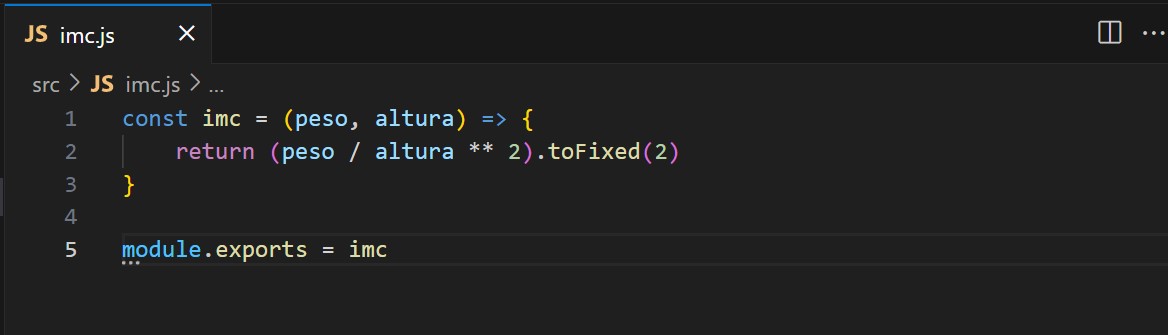 JS imc.js
src > JS imc.js > ...
1 const imc = (peso, altura) => {
2     return (peso / altura ** 2).toFixed(2)
3 }
4
5 module.exports = imc